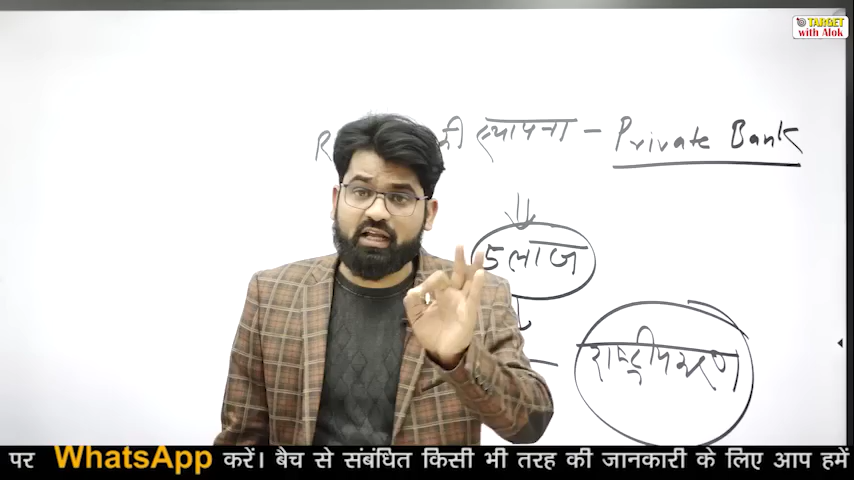 TARGET
with Alok
R की स्थापना - Private Bank
5 लाख
राष्ट्रीयकरण
पर WhatsApp करें। बैच से संबंधित किसी भी तरह की जानकारी के लिए आप हमें